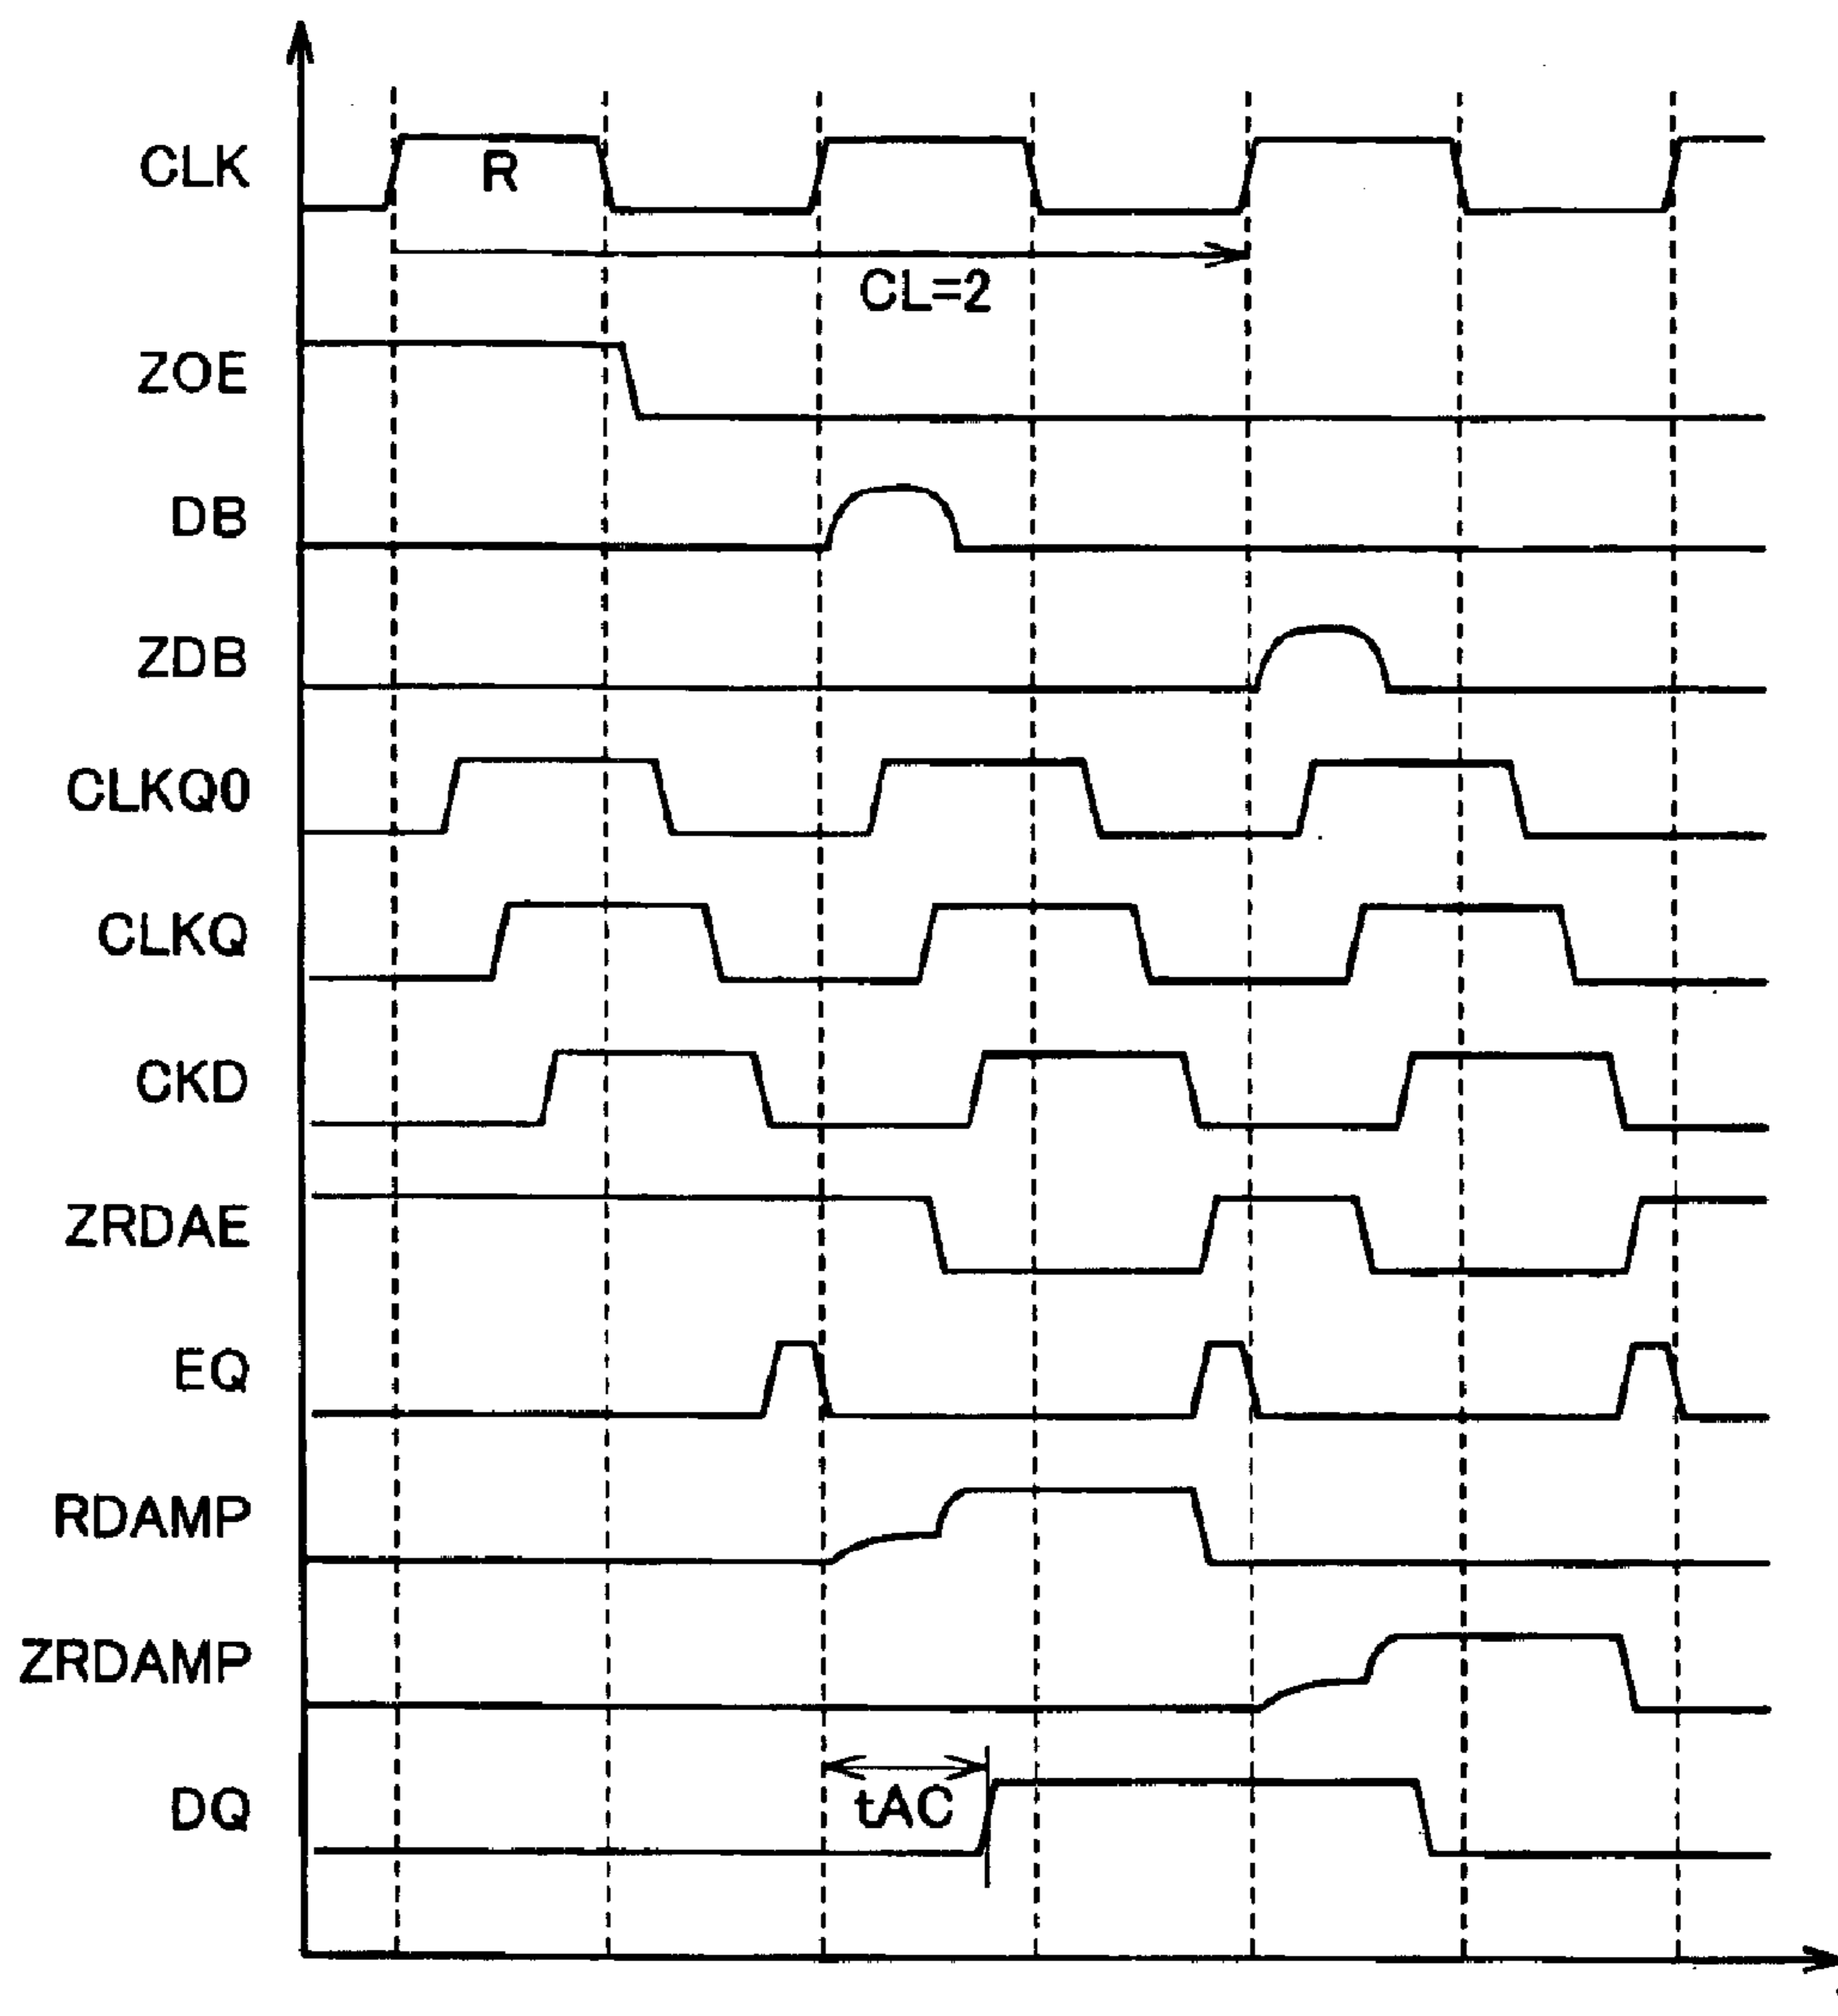 CLK
R
CL=2
ZOE
DB
ZDB
CLKQ0
CLKQ
CKD
ZRDAE
EQ
RDAMP
ZRDAMP
DQ
tAC